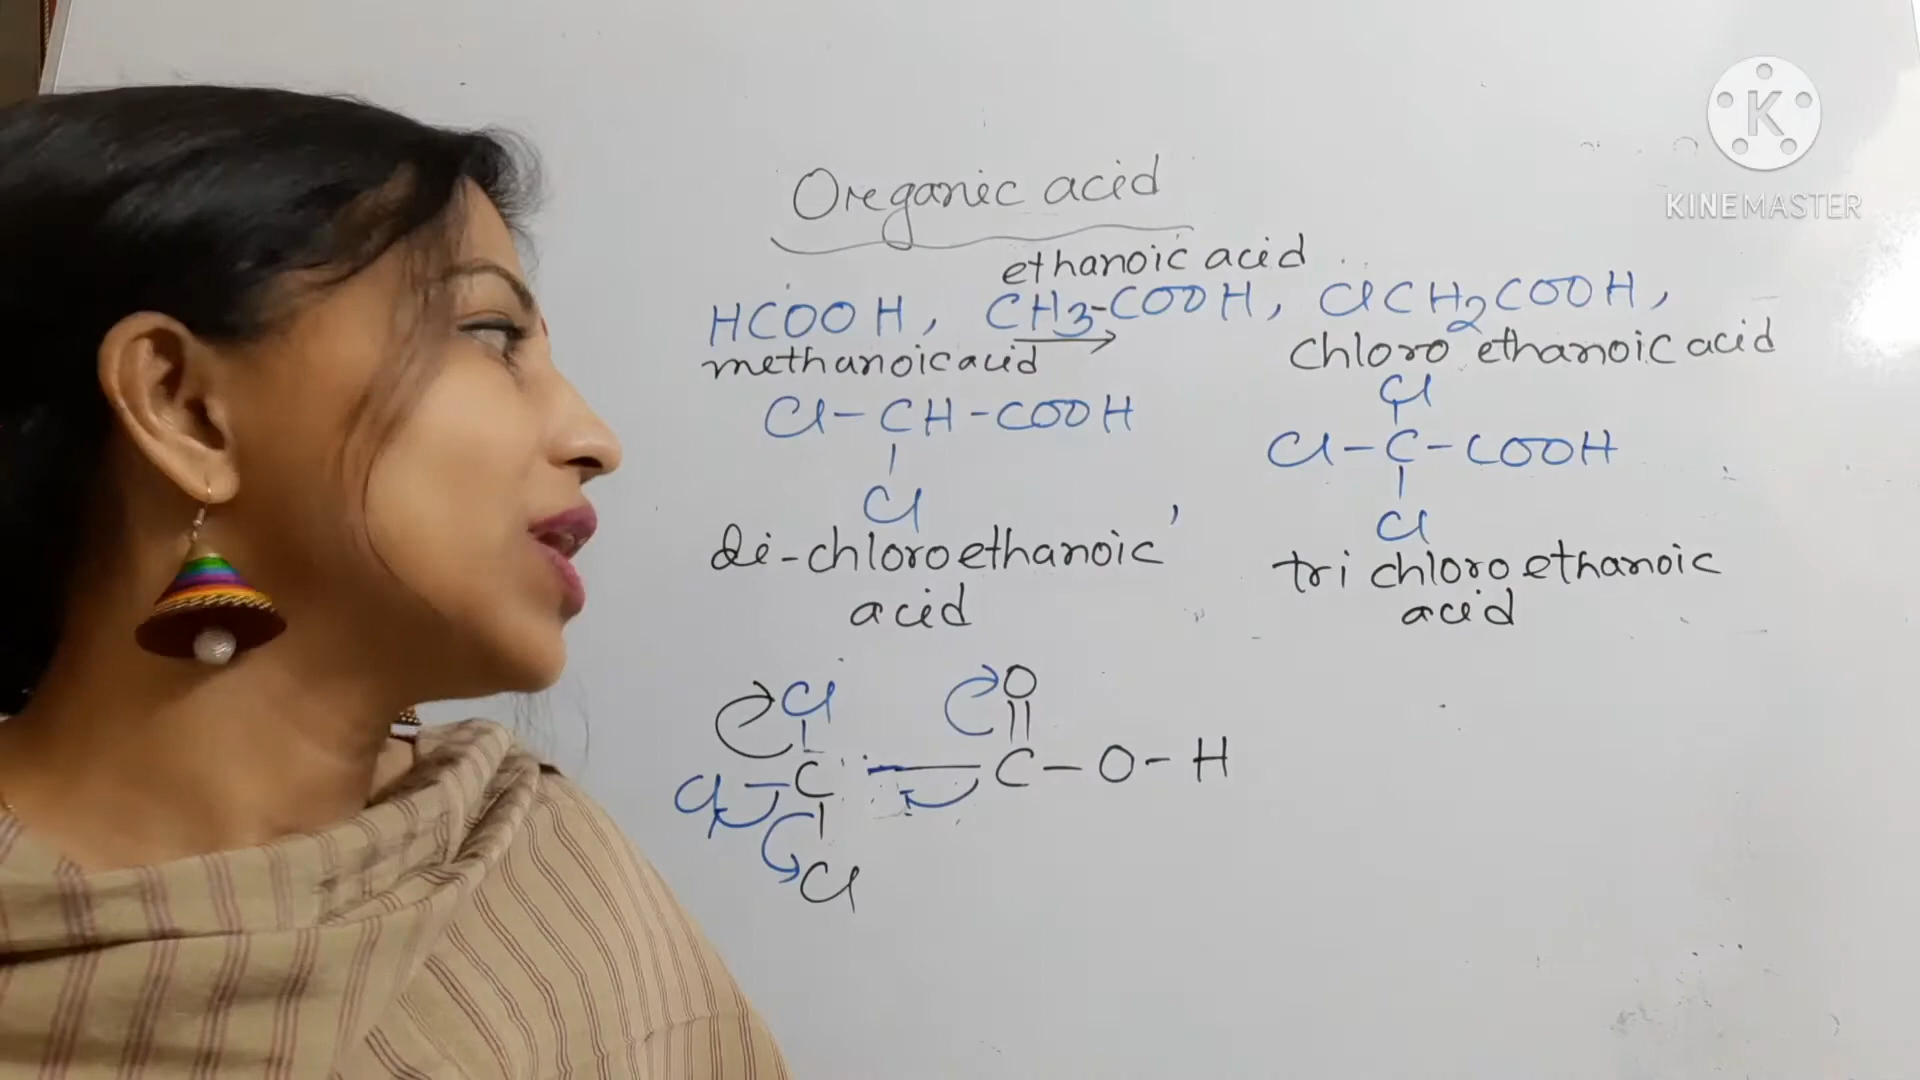 K
KINEMASTER
Oreganic acid
ethanoic acid
HCOOH, CH3-COOH, ClCH2COOH,
methanoic acid
chloro ethanoic acid
Cl
Cl-CH-COOH
Cl-C-COOH
Cl
Cl
di-chloroethanoic,
acid
tri chloro ethanoic
acid
Cl
O
Cl-C-C-O-H
Cl